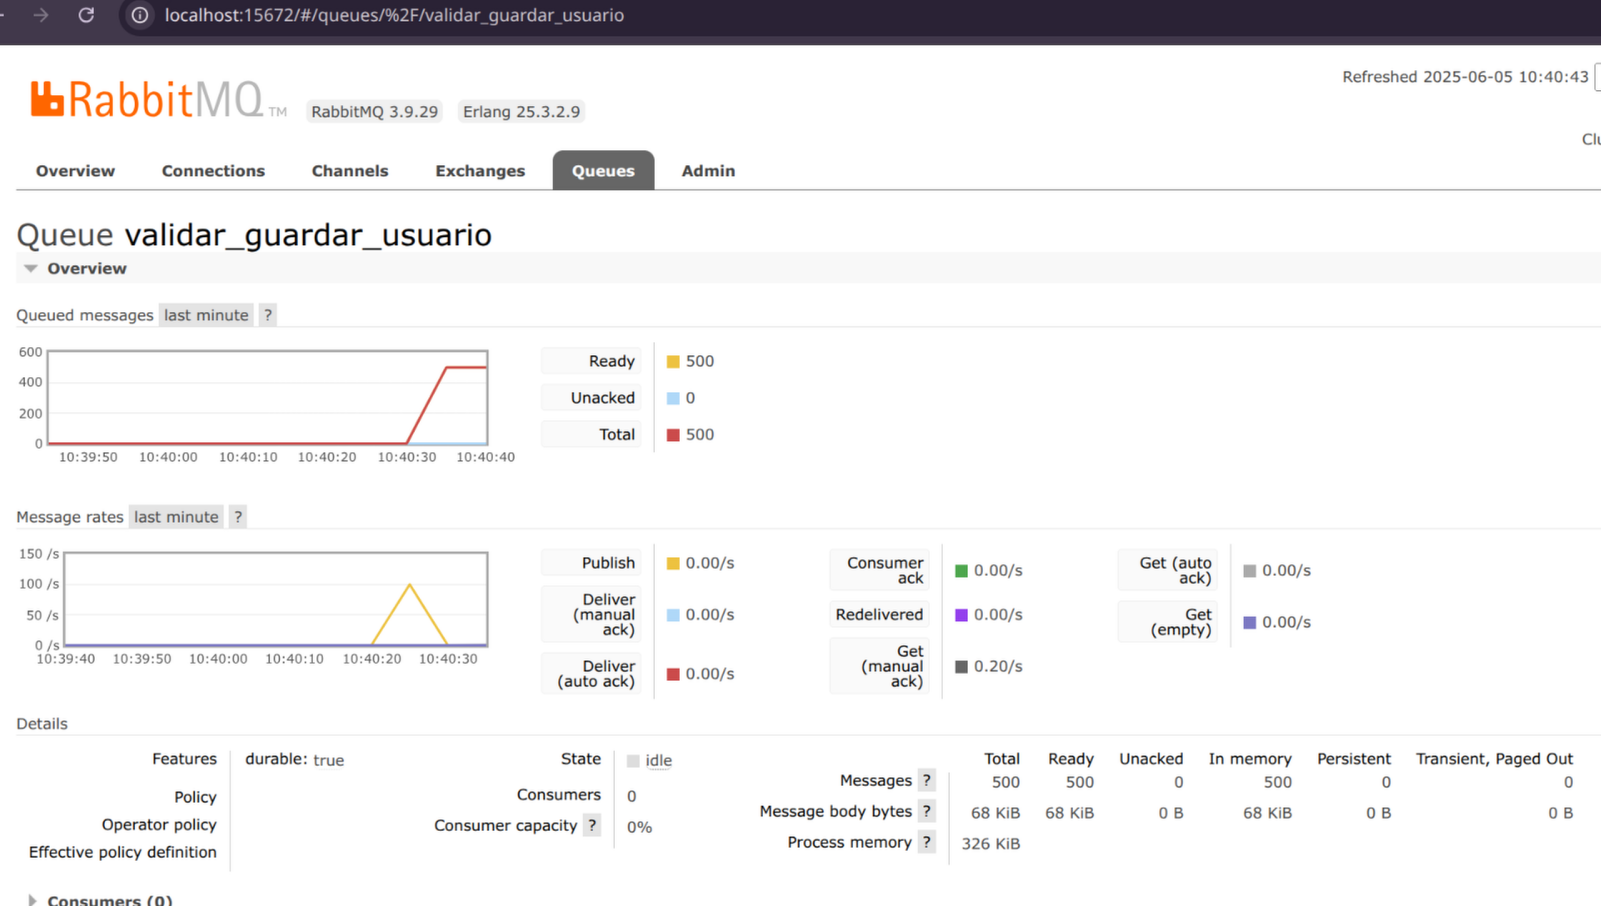 localhost:15672/#/queues/%2F/validar_guardar_usuario
Refreshed 2025-06-05 10:40:43
RabbitMQ TM RabbitMQ 3.9.29 Erlang 25.3.2.9
Clu
Overview Connections Channels Exchanges Queues Admin
Queue validar_guardar_usuario
Overview
Queued messages last minute ?
600
400
200
0
10:39:50 10:40:00 10:40:10 10:40:20 10:40:30 10:40:40
Ready 500
Unacked 0
Total 500
Message rates last minute ?
150 /s
100 /s
50 /s
0 /s
10:39:40 10:39:50 10:40:00 10:40:10 10:40:20 10:40:30
Publish 0.00/s
Deliver (manual ack) 0.00/s
Deliver (auto ack) 0.00/s
Consumer ack 0.00/s
Redelivered 0.00/s
Get (manual ack) 0.20/s
Get (auto ack) 0.00/s
Get (empty) 0.00/s
Details
Features durable: true
Policy
Operator policy
Effective policy definition
State idle
Consumers 0
Consumer capacity ? 0%
Total Ready Unacked In memory Persistent Transient, Paged Out
Messages ? 500 500 0 500 0 0
Message body bytes ? 68 KiB 68 KiB 0 B 68 KiB 0 B 0 B
Process memory ? 326 KiB
Consumers (0)